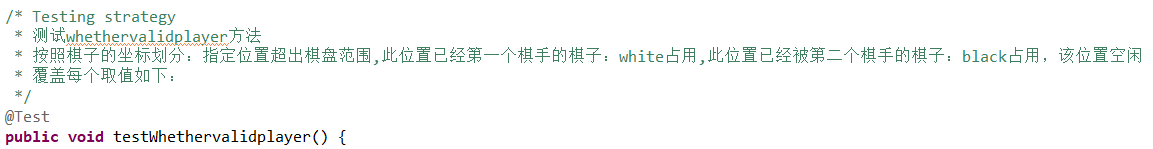 /* Testing strategy
 * 测试whethervalidplayer方法
 * 按照棋子的坐标划分：指定位置超出棋盘范围,此位置已经第一个棋手的棋子：white占用,此位置已经被第二个棋手的棋子：black占用，该位置空闲
 * 覆盖每个取值如下：
 */
@Test
public void testWhethervalidplayer() {